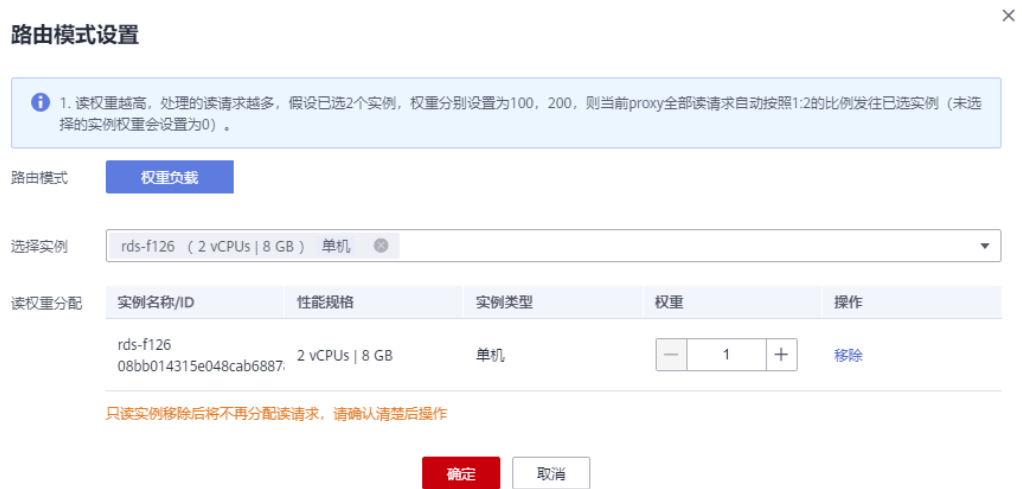 路由模式设置
1. 读权重越高，处理的读请求越多，假设已选2个实例，权重分别设置为100，200，则当前proxy全部读请求自动按照1:2的比例发往已选实例（未选
择的实例权重会设置为0）。
路由模式 权重负载
选择实例 rds-f126 （ 2 vCPUs | 8 GB ） 单机
读权重分配 实例名称/ID 性能规格 实例类型 权重 操作
rds-f126
08bb014315e048cab6887 2 vCPUs | 8 GB 单机 1 移除
只读实例移除后将不再分配读请求，请确认清楚后操作
确定 取消